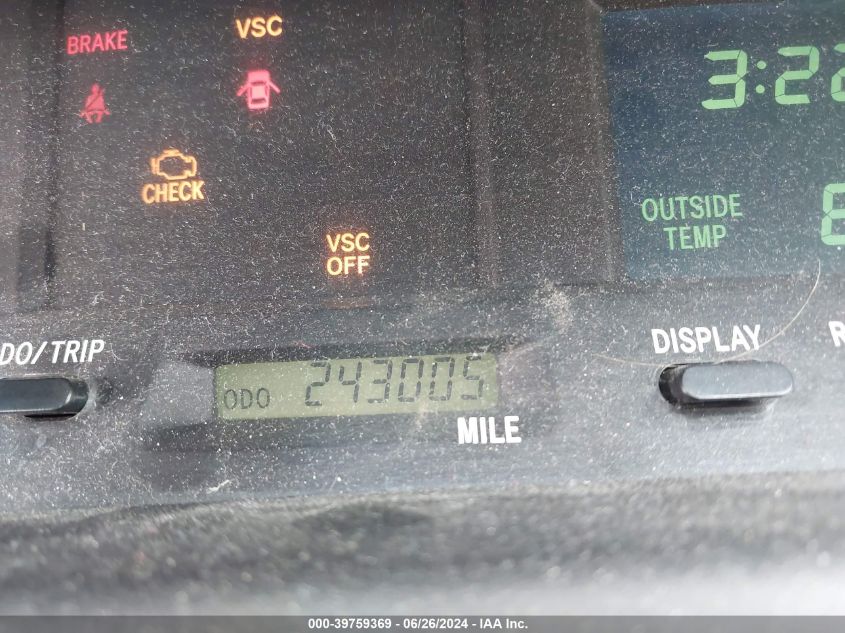 BRAKE
VSC
3:22
CHECK
OUTSIDE
TEMP
VSC
OFF
DO/TRIP
DISPLAY
R
ODO 243005
MILE
000-39759369 - 06/26/2024 - IAA Inc.